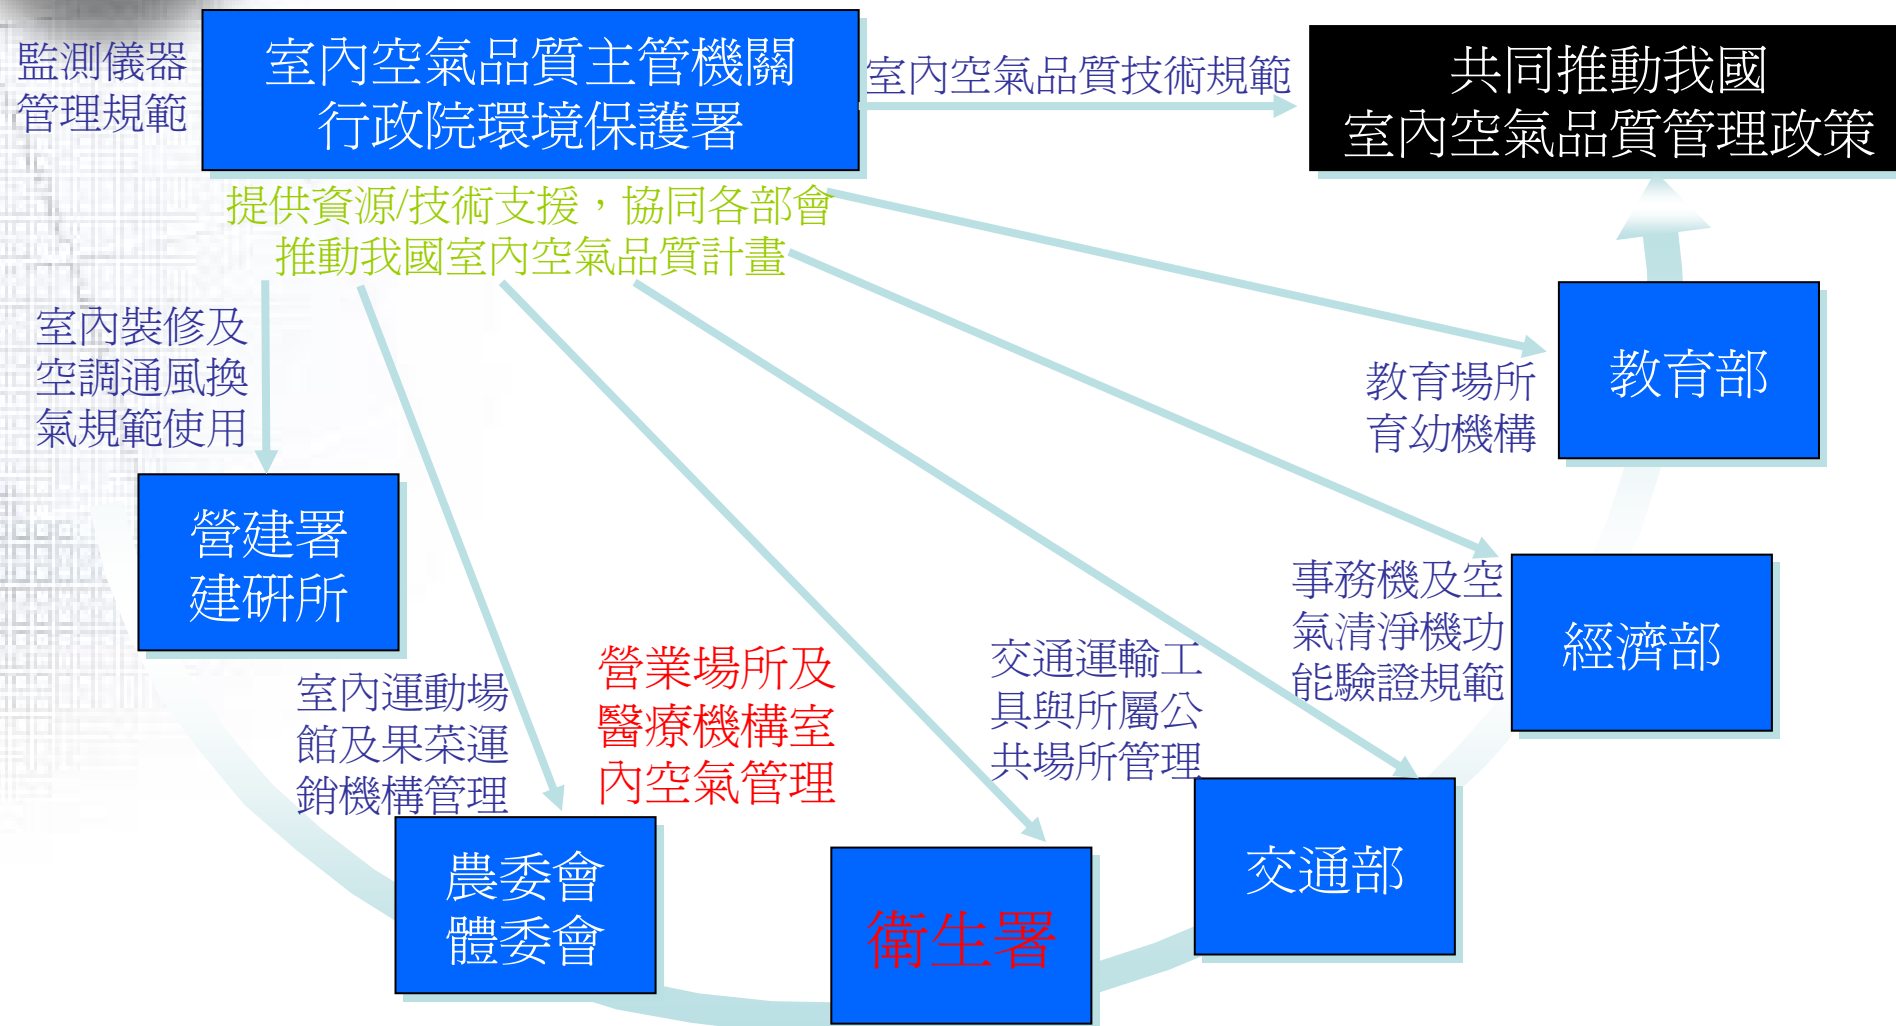 監測儀器
管理規範
室內空氣品質主管機關
行政院環境保護署
室內空氣品質技術規範
共同推動我國
室內空氣品質管理政策
提供資源/技術支援，協同各部會
推動我國室內空氣品質計畫
室內裝修及
空調通風換
氣規範使用
營建署
建研所
室內運動場
館及果菜運
銷機構管理
農委會
體委會
營業場所及
醫療機構室
內空氣管理
衛生署
交通運輸工
具與所屬公
共場所管理
交通部
事務機及空
氣清淨機功
能驗證規範
經濟部
教育場所
育幼機構
教育部